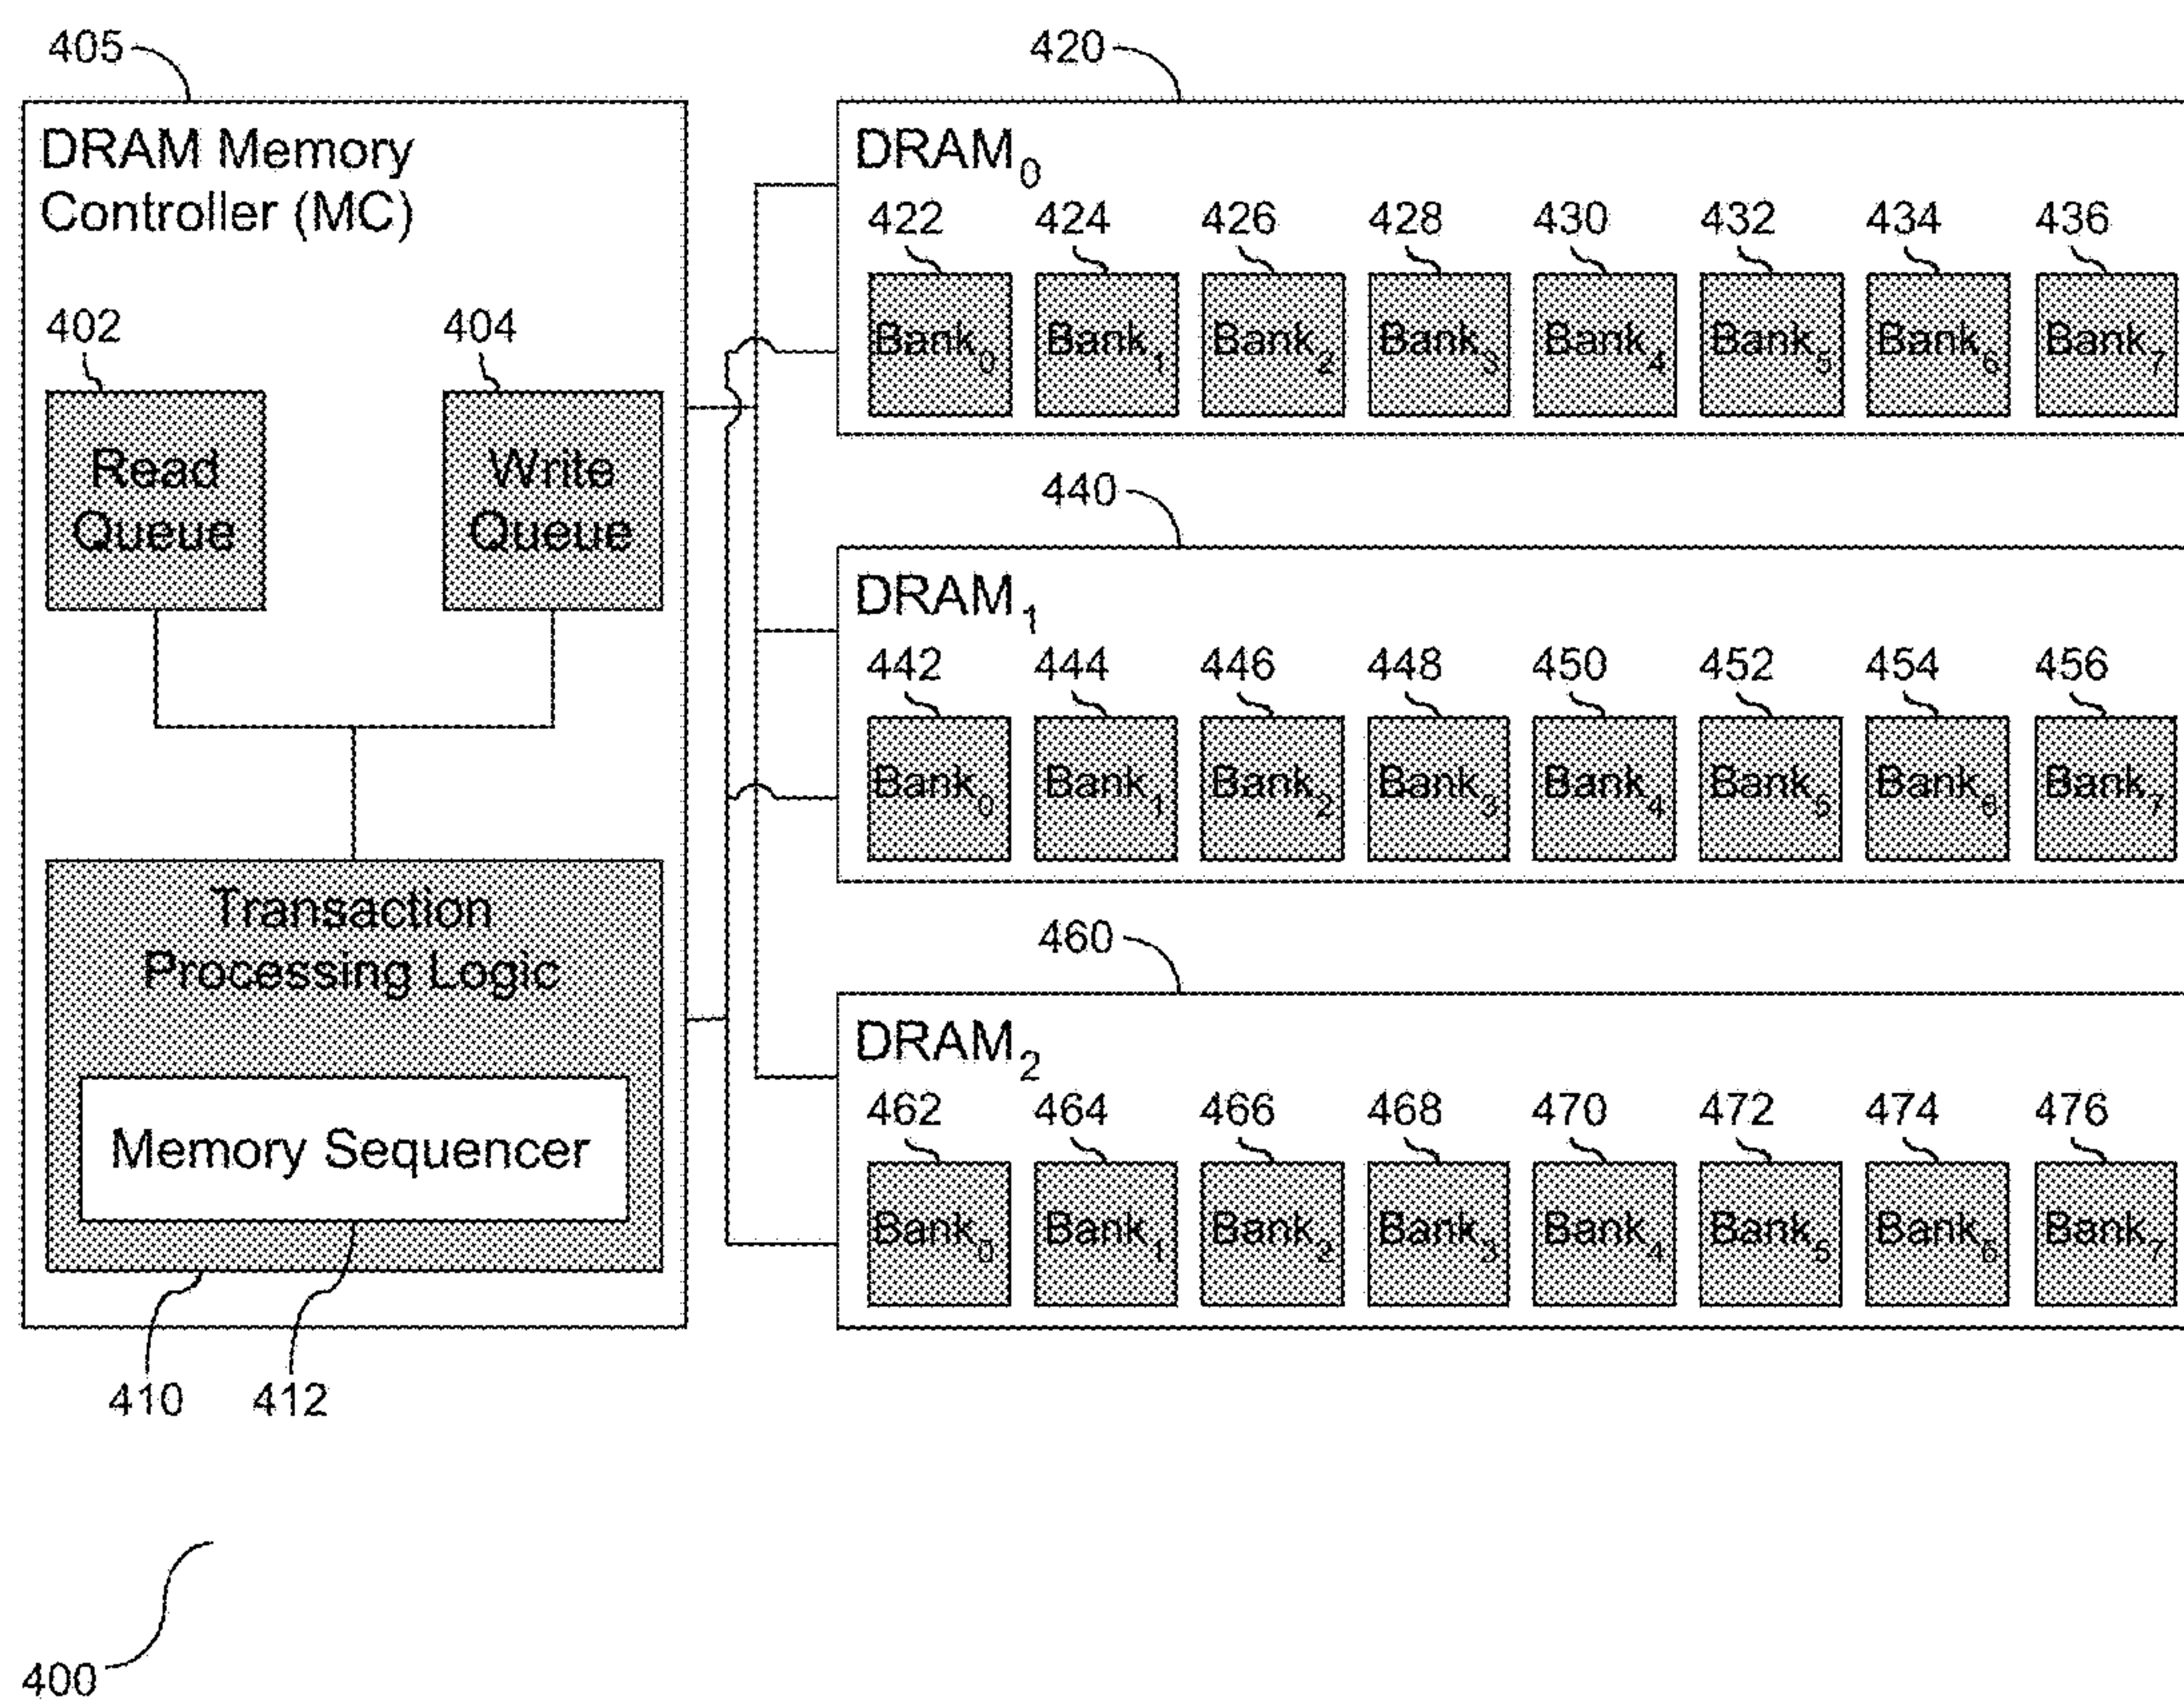 405
420
DRAM Memory
Controller (MC)
402 404
Read
Queue
Write
Queue
Transaction
Processing Logic
Memory Sequencer
410 412
DRAM0
422 424 426 428 430 432 434 436
Bank0 Bank1 Bank2 Bank3 Bank4 Bank5 Bank6 Bank7
440
DRAM1
442 444 446 448 450 452 454 456
Bank0 Bank1 Bank2 Bank3 Bank4 Bank5 Bank6 Bank7
460
DRAM2
462 464 466 468 470 472 474 476
Bank0 Bank1 Bank2 Bank3 Bank4 Bank5 Bank6 Bank7
400